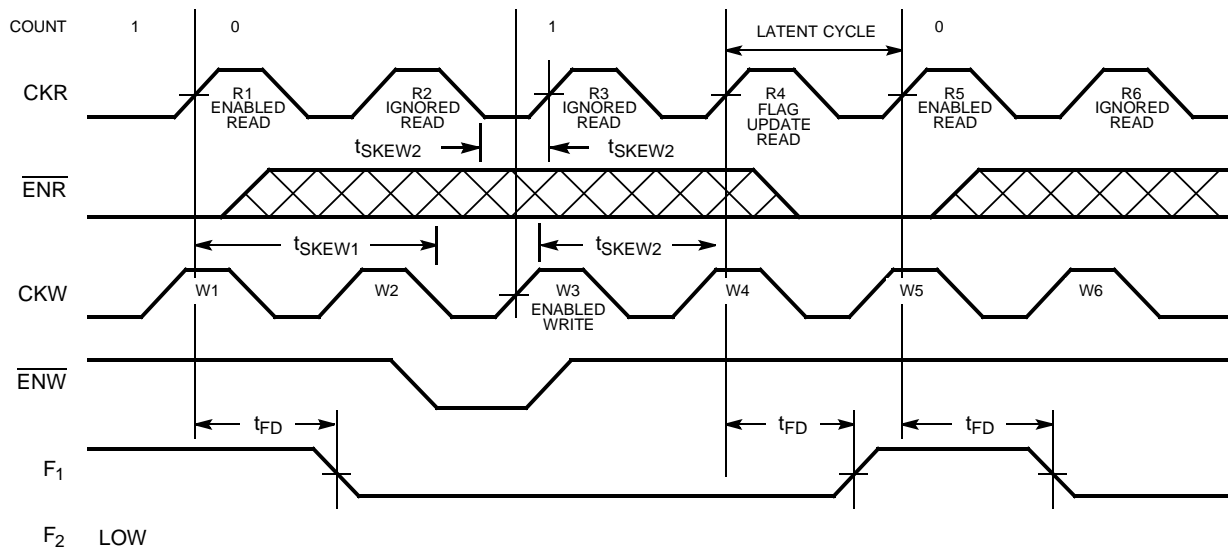 COUNT 1 0 1 LATENT CYCLE 0
CKR
R1 ENABLED READ
R2 IGNORED READ
R3 IGNORED READ
R4 FLAG UPDATE READ
R5 ENABLED READ
R6 IGNORED READ
tSKEW2 tSKEW2
ENR
tSKEW1 tSKEW2
CKW
W1
W2
W3 ENABLED WRITE
W4
W5
W6
ENW
tFD tFD tFD
F1
F2 LOW